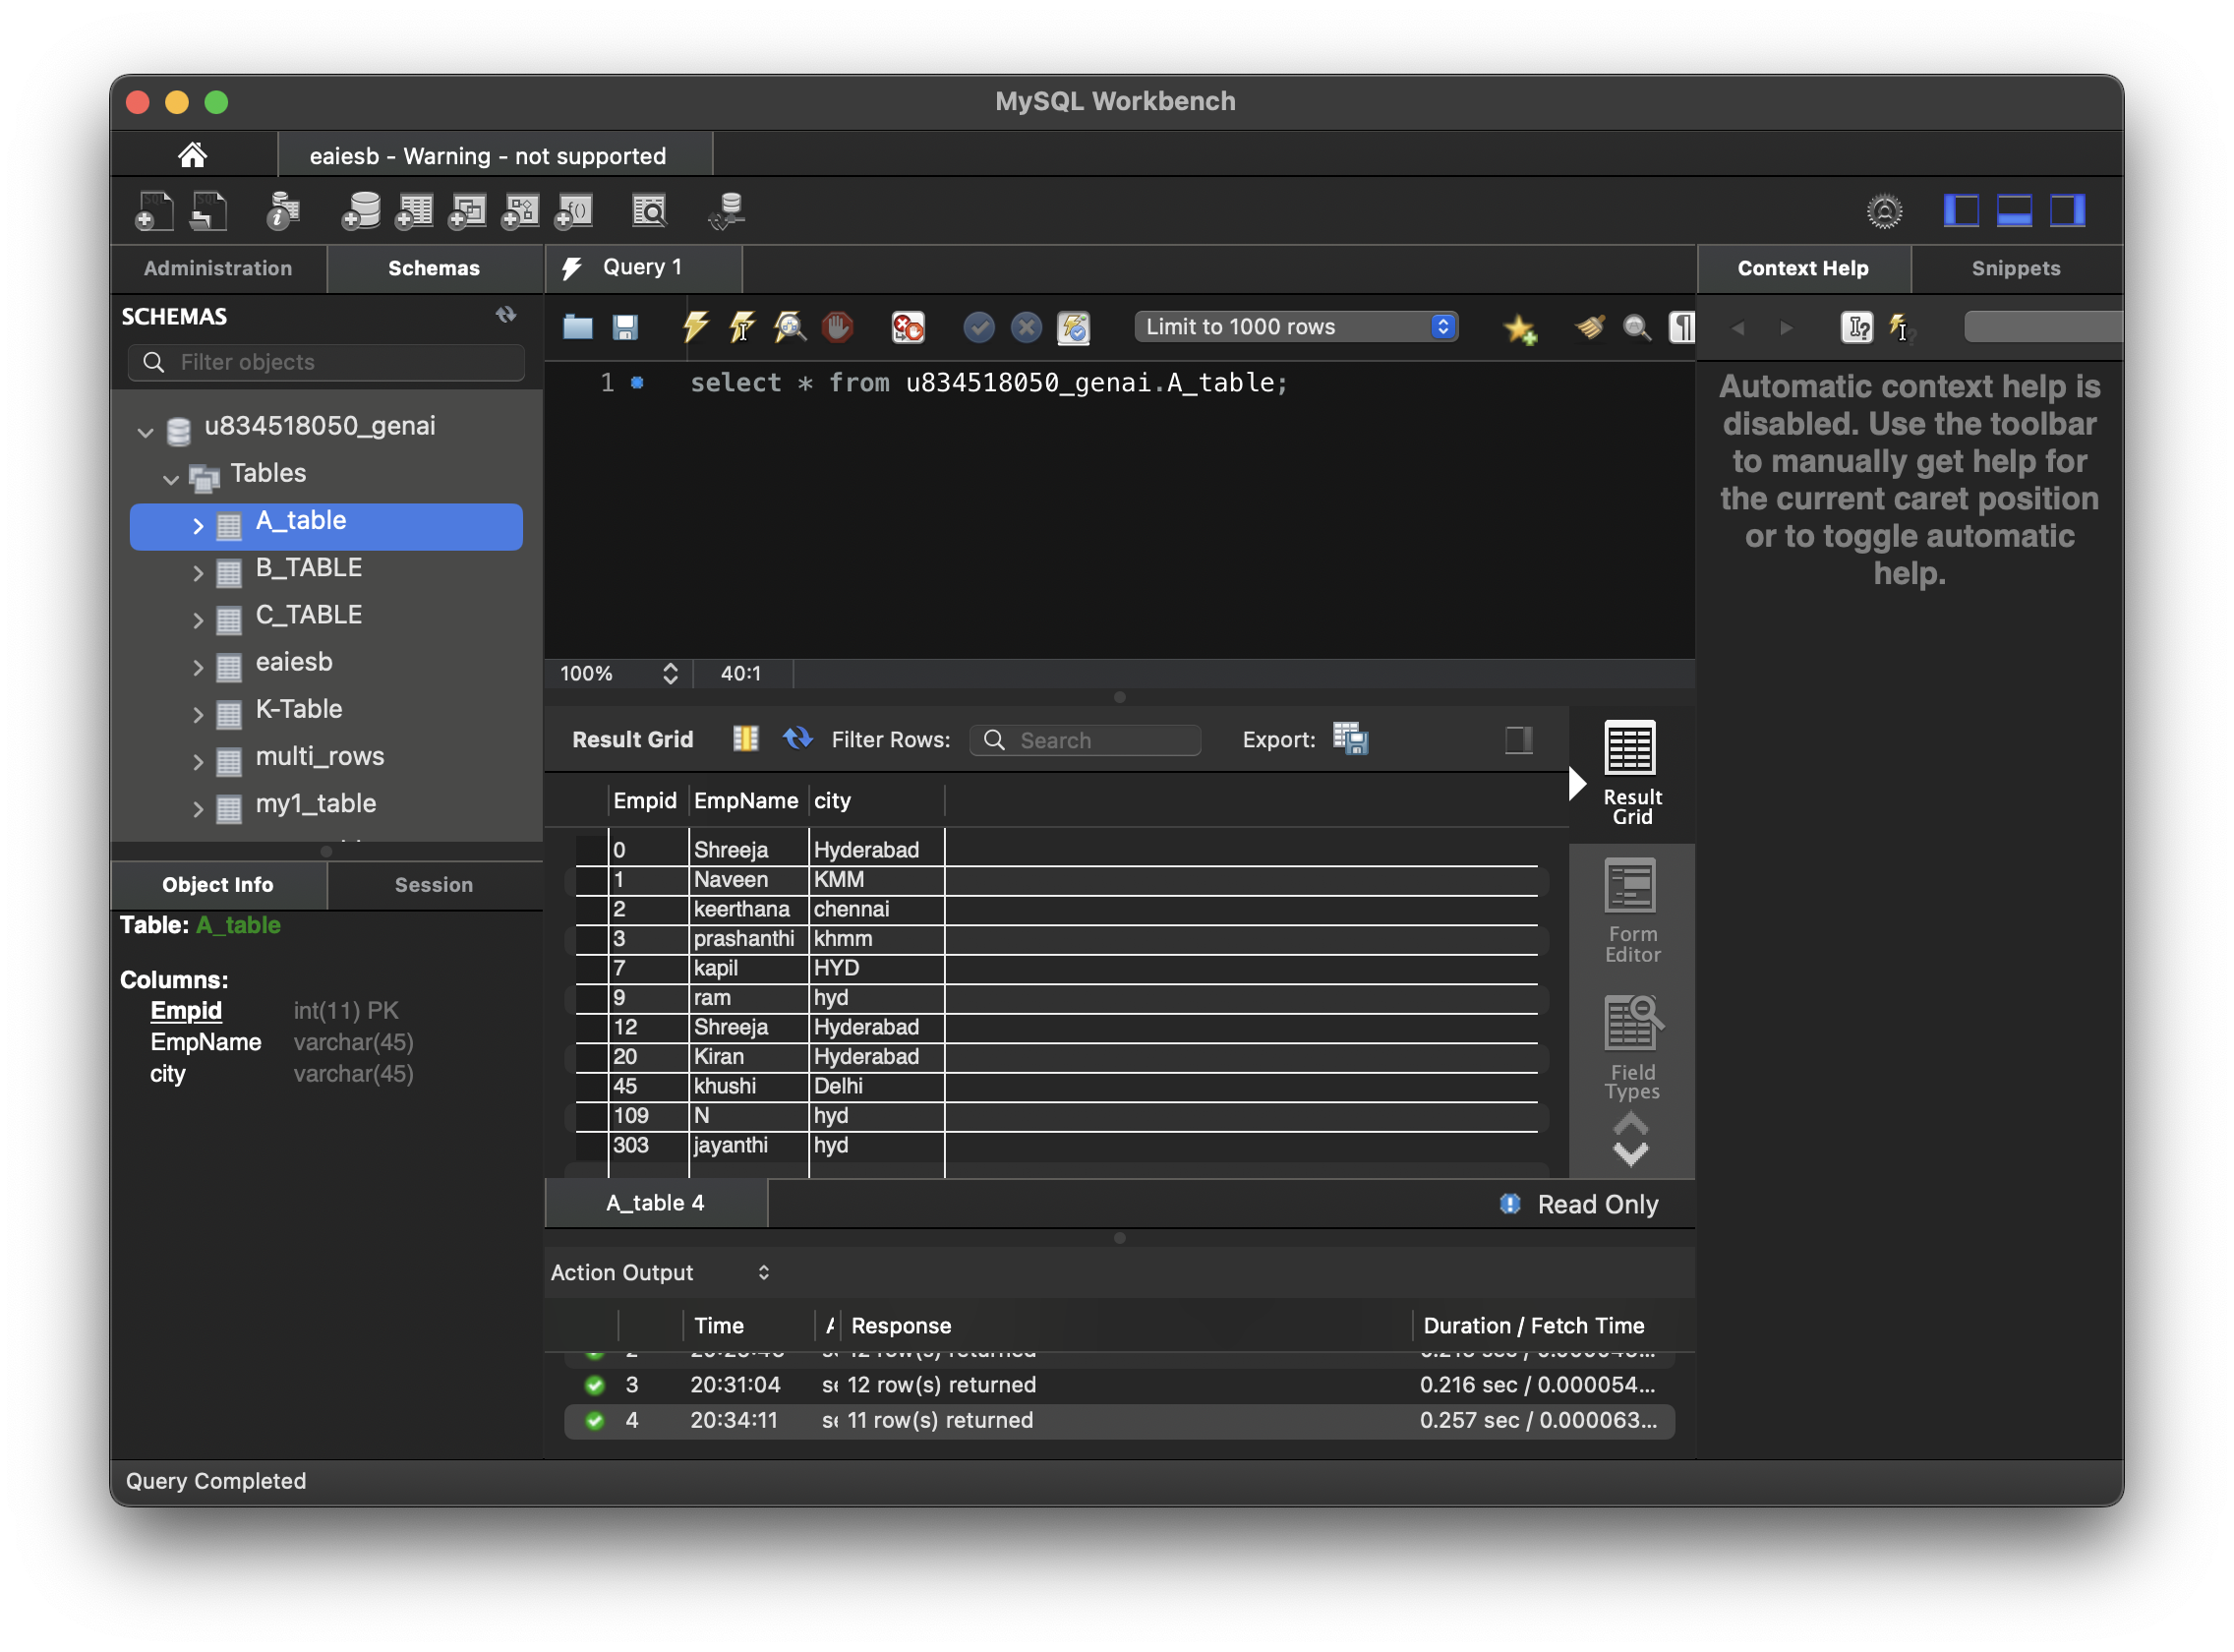 MySQL Workbench
eaiesb - Warning - not supported
Administration
Schemas
Query 1
Context Help
Snippets
SCHEMAS
Filter objects
Limit to 1000 rows
1 select * from u834518050_genai.A_table;
u834518050_genai
Tables
A_table
B_TABLE
C_TABLE
eaiesb
K-Table
multi_rows
my1_table
Automatic context help is
disabled. Use the toolbar
to manually get help for
the current caret position
or to toggle automatic
help.
100% 40:1
Result Grid Filter Rows: Search Export:
Result
Grid
Form
Editor
Field
Types
Empid EmpName city
0 Shreeja Hyderabad
1 Naveen KMM
2 keerthana chennai
3 prashanthi khmm
7 kapil HYD
9 ram hyd
12 Shreeja Hyderabad
20 Kiran Hyderabad
45 khushi Delhi
109 N hyd
303 jayanthi hyd
A_table 4
Read Only
Object Info
Session
Table: A_table
Columns:
Empid int(11) PK
EmpName varchar(45)
city varchar(45)
Action Output
Time Response Duration / Fetch Time
3 20:31:04 12 row(s) returned 0.216 sec / 0.000054...
4 20:34:11 11 row(s) returned 0.257 sec / 0.000063...
Query Completed